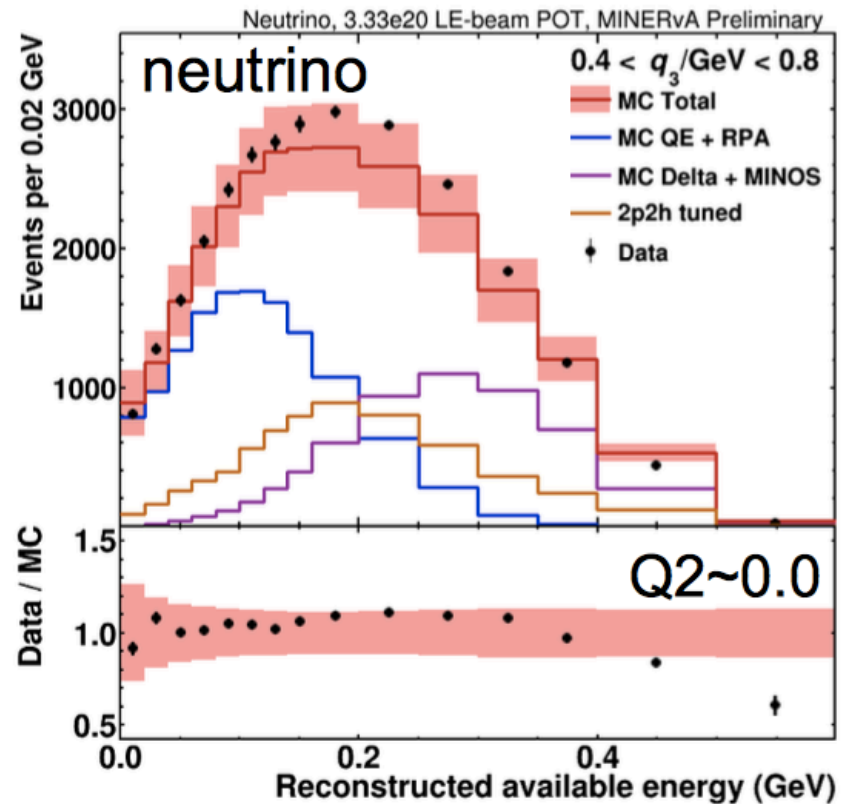 Neutrino, 3.33e20 LE-beam POT, MINERvA Preliminary
neutrino
0.4 < q3/GeV < 0.8
MC Total
MC QE + RPA
MC Delta + MINOS
2p2h tuned
Data
Events per 0.02 GeV
3000
2000
1000
Data / MC
1.5
1.0
0.5
Q2~0.0
0.0 0.2 0.4
Reconstructed available energy (GeV)